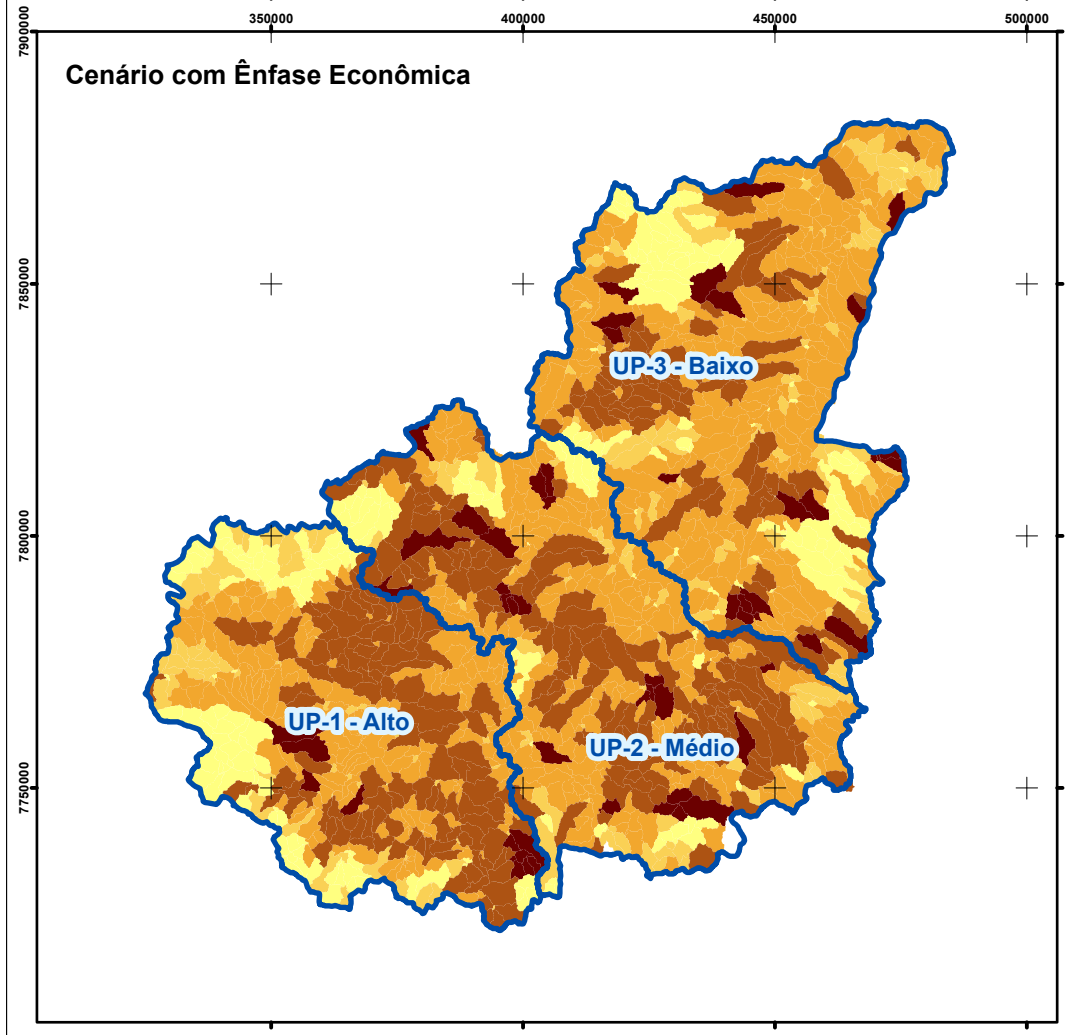 350000 400000 450000 500000
7900000
Cenário com Ênfase Econômica
7850000
UP-3 - Baixo
7800000
UP-1 - Alto
UP-2 - Médio
7750000